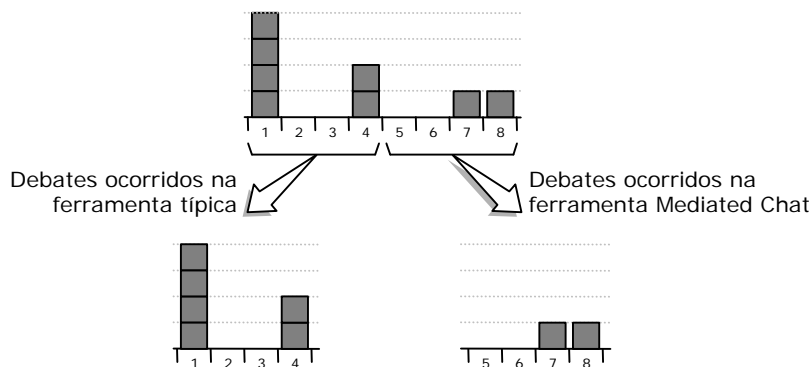 1 2 3 4 5 6 7 8
Debates ocorridos na
ferramenta típica
Debates ocorridos na
ferramenta Mediated Chat
1 2 3 4
5 6 7 8